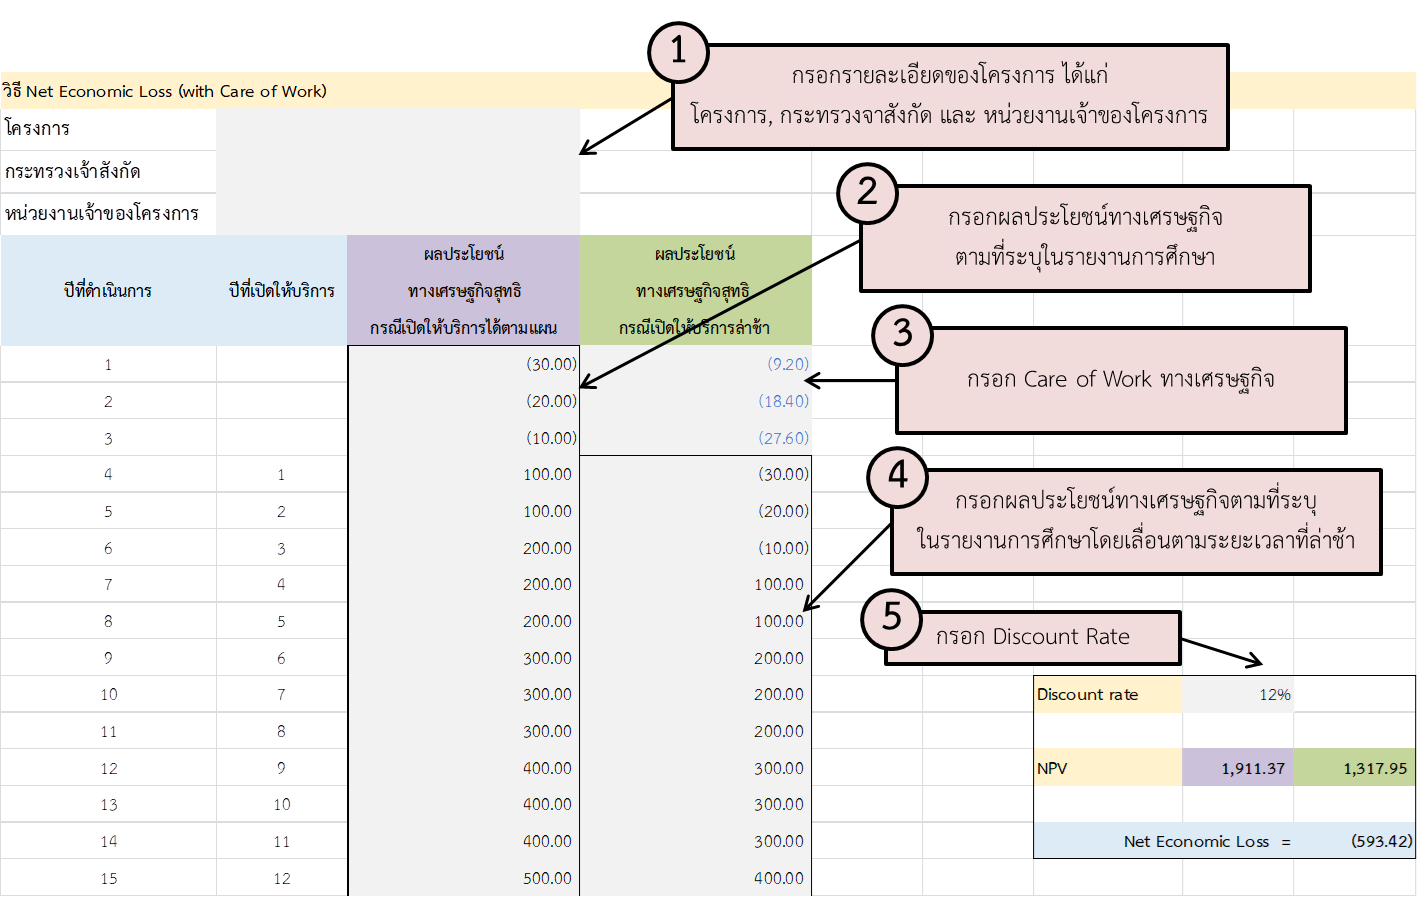 1
กรอกรายละเอียดของโครงการ ได้แก่
โครงการ, กระทรวงจาสังกัด และ หน่วยงานเจ้าของโครงการ
วิธี Net Economic Loss (with Care of Work)
โครงการ
กระทรวงเจ้าสังกัด
หน่วยงานเจ้าของโครงการ
2
กรอกผลประโยชน์ทางเศรษฐกิจ
ตามที่ระบุในรายงานการศึกษา
ปีที่ดำเนินการ
ปีที่เปิดให้บริการ
ผลประโยชน์
ทางเศรษฐกิจสุทธิ
กรณีเปิดให้บริการได้ตามแผน
ผลประโยชน์
ทางเศรษฐกิจสุทธิ
กรณีเปิดให้บริการล่าช้า
3
กรอก Care of Work ทางเศรษฐกิจ
4
กรอกผลประโยชน์ทางเศรษฐกิจตามที่ระบุ
ในรายงานการศึกษาโดยเลื่อนตามระยะเวลาที่ล่าช้า
5
กรอก Discount Rate
1 (30.00) (9.20)
2 (20.00) (18.40)
3 (10.00) (27.60)
4 1 100.00 (30.00)
5 2 100.00 (20.00)
6 3 200.00 (10.00)
7 4 200.00 100.00
8 5 200.00 100.00
9 6 300.00 200.00
10 7 300.00 200.00
11 8 300.00 200.00
12 9 400.00 300.00
13 10 400.00 300.00
14 11 400.00 300.00
15 12 500.00 400.00
Discount rate 12%
NPV 1,911.37 1,317.95
Net Economic Loss = (593.42)